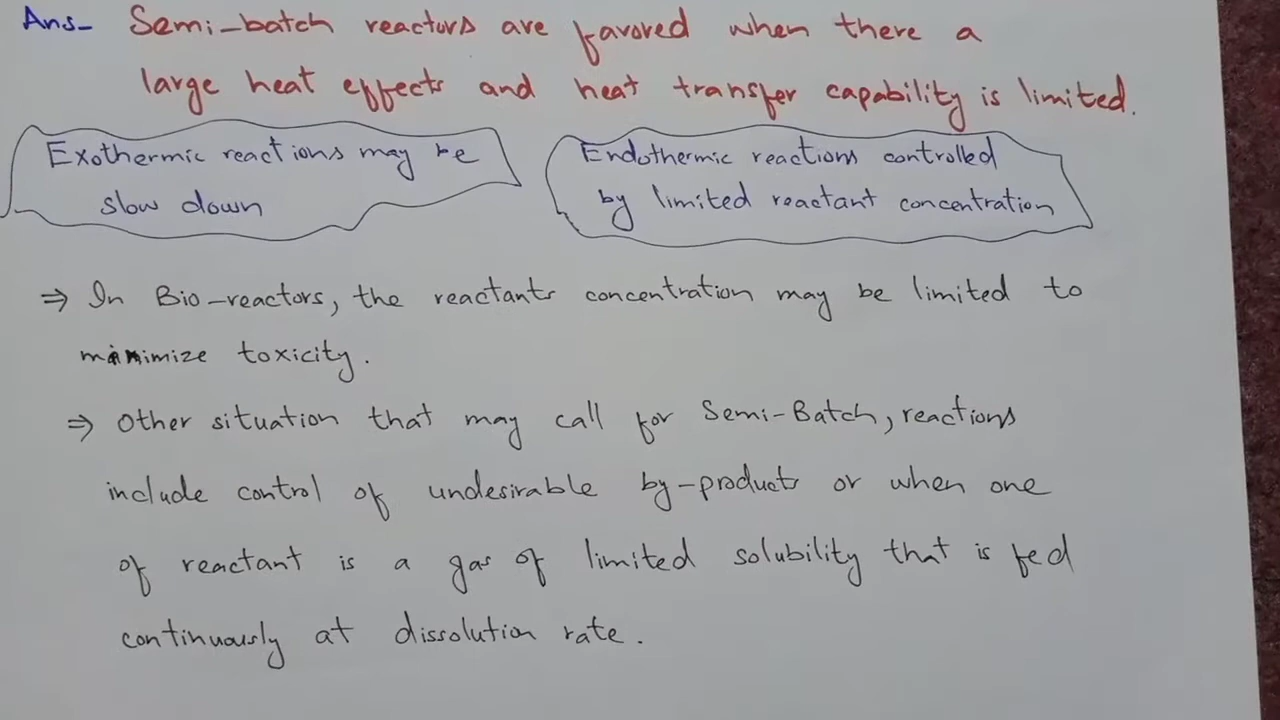 Ans- Semi-batch reactors are favored when there a
large heat effects and heat transfer capability is limited.
Exothermic reactions may be
slow down
Endothermic reactions controlled
by limited reactant concentration
⇒ In Bio-reactors, the reactants concentration may be limited to
minimize toxicity.
⇒ Other situation that may call for Semi-Batch, reactions
include control of undesirable by-products or when one
of reactant is a gas of limited solubility that is fed
continuously at dissolution rate.